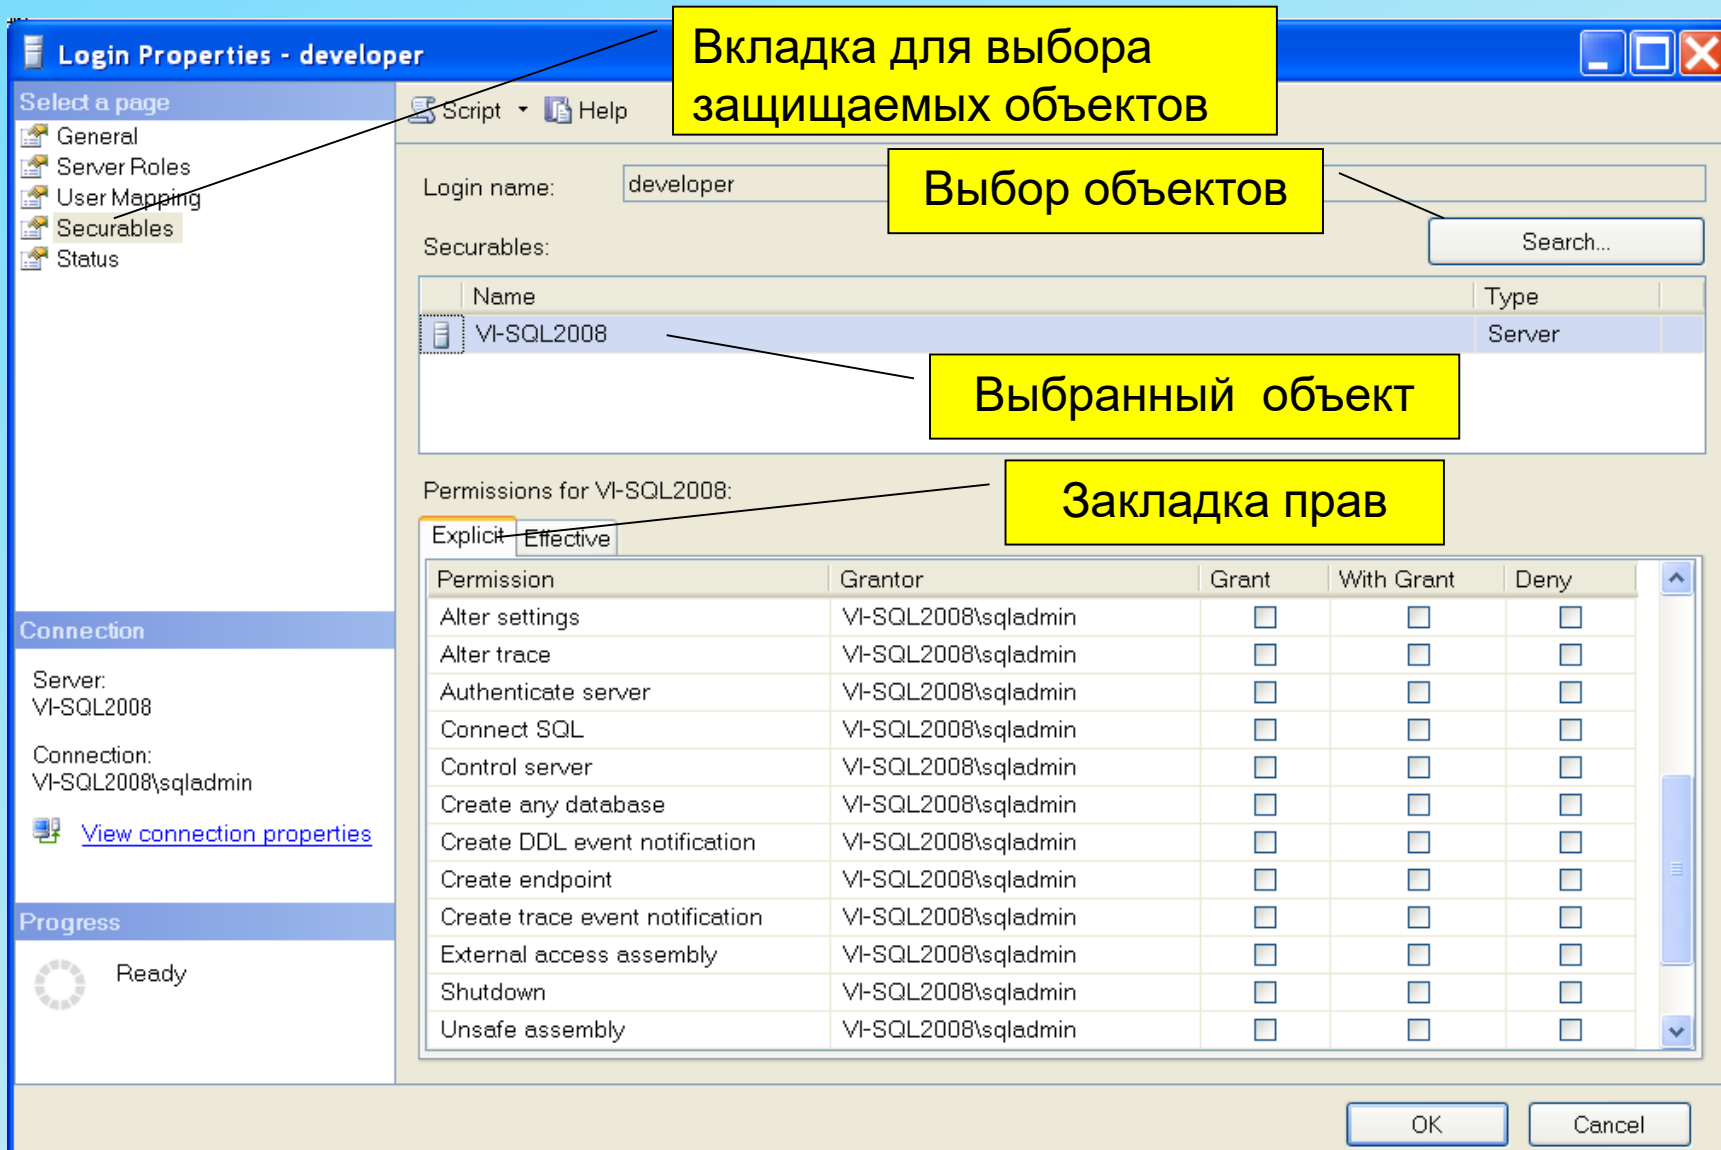 Login Properties - developer
Вкладка для выбора
защищаемых объектов
Select a page
General
Server Roles
User Mapping
Securables
Status
Script
Help
Login name:
developer
Выбор объектов
Securables:
Search...
Name
Type
VI-SQL2008
Server
Выбранный объект
Permissions for VI-SQL2008:
Закладка прав
Explicit
Effective
Permission Grantor Grant With Grant Deny
Alter settings VI-SQL2008\sqladmin
Alter trace VI-SQL2008\sqladmin
Authenticate server VI-SQL2008\sqladmin
Connect SQL VI-SQL2008\sqladmin
Control server VI-SQL2008\sqladmin
Create any database VI-SQL2008\sqladmin
Create DDL event notification VI-SQL2008\sqladmin
Create endpoint VI-SQL2008\sqladmin
Create trace event notification VI-SQL2008\sqladmin
External access assembly VI-SQL2008\sqladmin
Shutdown VI-SQL2008\sqladmin
Unsafe assembly VI-SQL2008\sqladmin
Connection
Server:
VI-SQL2008
Connection:
VI-SQL2008\sqladmin
View connection properties
Progress
Ready
OK
Cancel